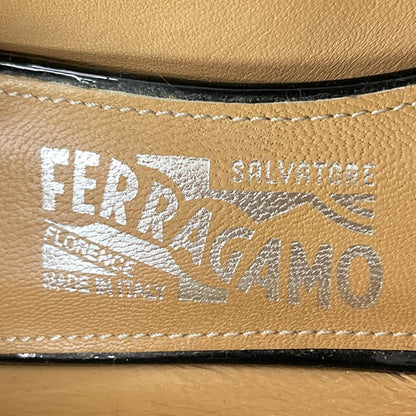 SALVATORE
FERRAGAMO
FLORENCE
MADE IN ITALY